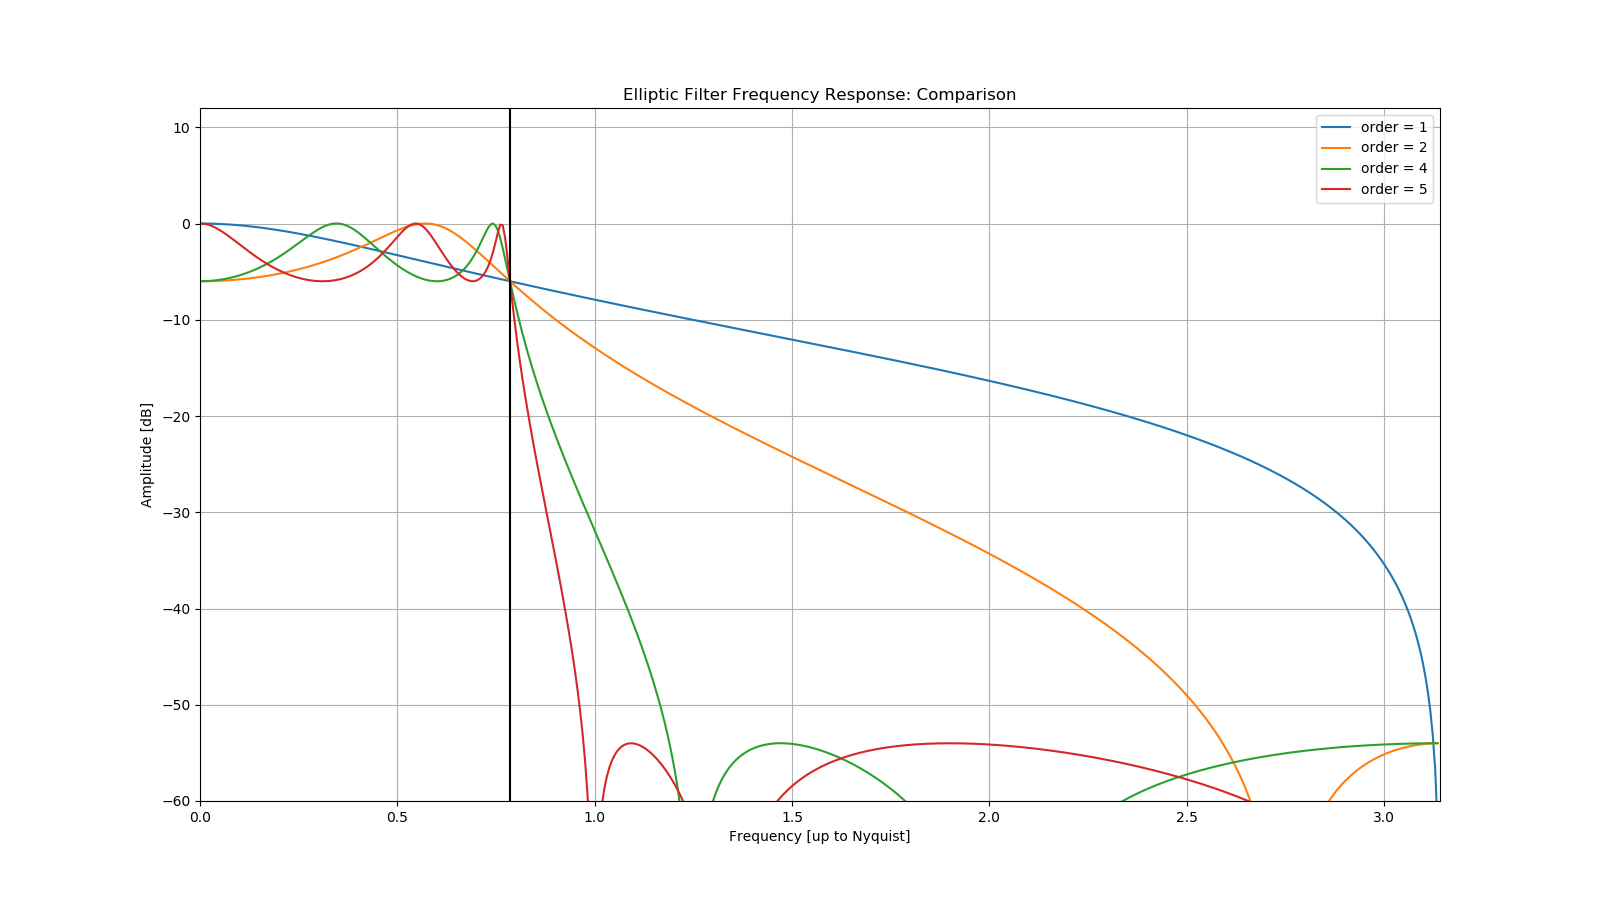 Elliptic Filter Frequency Response: Comparison
order = 1
order = 2
order = 4
order = 5
Amplitude [dB]
10
0
−10
−20
−30
−40
−50
−60
0.0 0.5 1.0 1.5 2.0 2.5 3.0
Frequency [up to Nyquist]